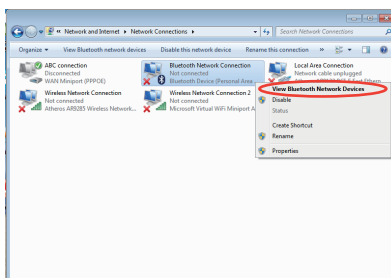 « Network and Internet ▸ Network Connections ▸
Search Network Connections
Organize
View Bluetooth network devices
Disable this network device
Rename this connection
»
ABC connection
Disconnected
WAN Miniport (PPPOE)
Bluetooth Network Connection
Not connected
Bluetooth Device (Personal Area...
Local Area Connection
Network cable unplugged
Wireless Network Connection
Not connected
Atheros AR9285 Wireless Network...
Wireless Network Connection 2
Not connected
Microsoft Virtual WiFi Miniport A
View Bluetooth Network Devices
Disable
Status
Create Shortcut
Rename
Properties